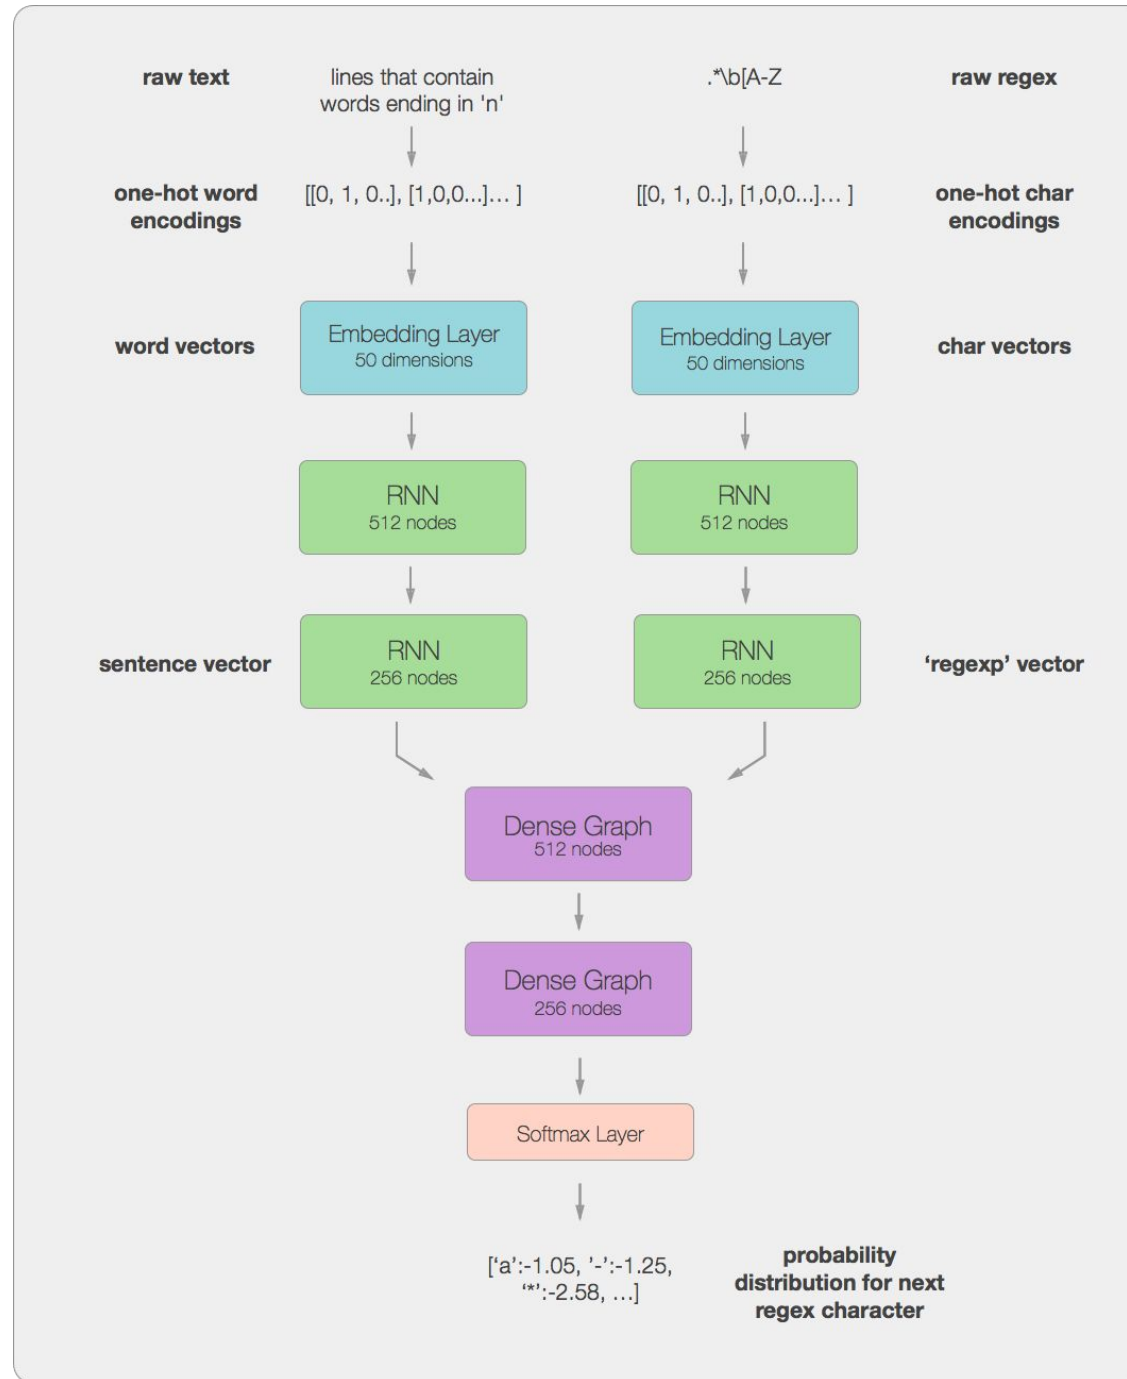 raw text
lines that contain
words ending in 'n'
.*\b[A-Z
raw regex
one-hot word
encodings
[[0, 1, 0..], [1,0,0...]... ]
[[0, 1, 0..], [1,0,0...]... ]
one-hot char
encodings
word vectors
Embedding Layer
50 dimensions
Embedding Layer
50 dimensions
char vectors
RNN
512 nodes
RNN
512 nodes
sentence vector
RNN
256 nodes
RNN
256 nodes
‘regexp’ vector
Dense Graph
512 nodes
Dense Graph
256 nodes
Softmax Layer
[‘a’:-1.05, ’-’:-1.25,
‘*’:-2.58, ...]
probability
distribution for next
regex character